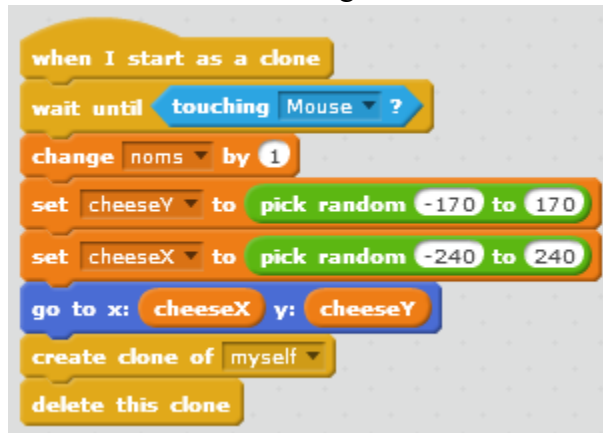 when I start as a clone
wait until touching Mouse ?
change noms by 1
set cheeseY to pick random -170 to 170
set cheeseX to pick random -240 to 240
go to x: cheeseX y: cheeseY
create clone of myself
delete this clone